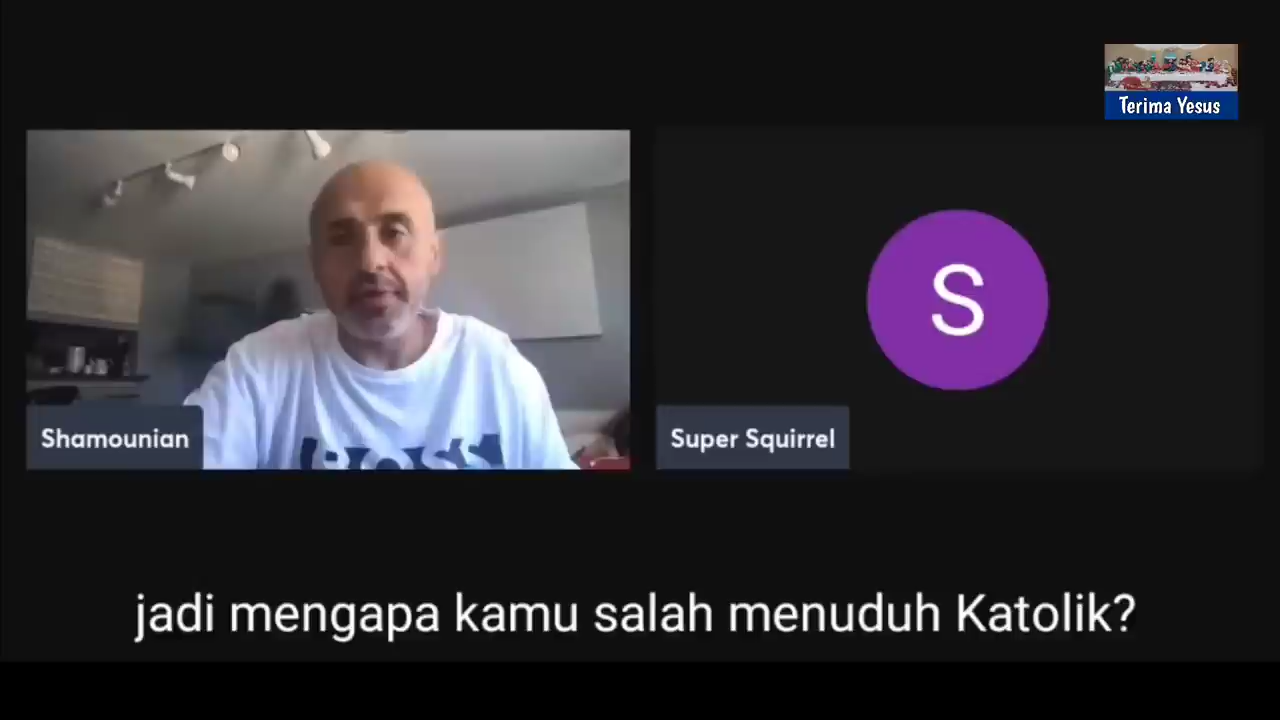 Terima Yesus
S
Shamounian
Super Squirrel
jadi mengapa kamu salah menuduh Katolik?